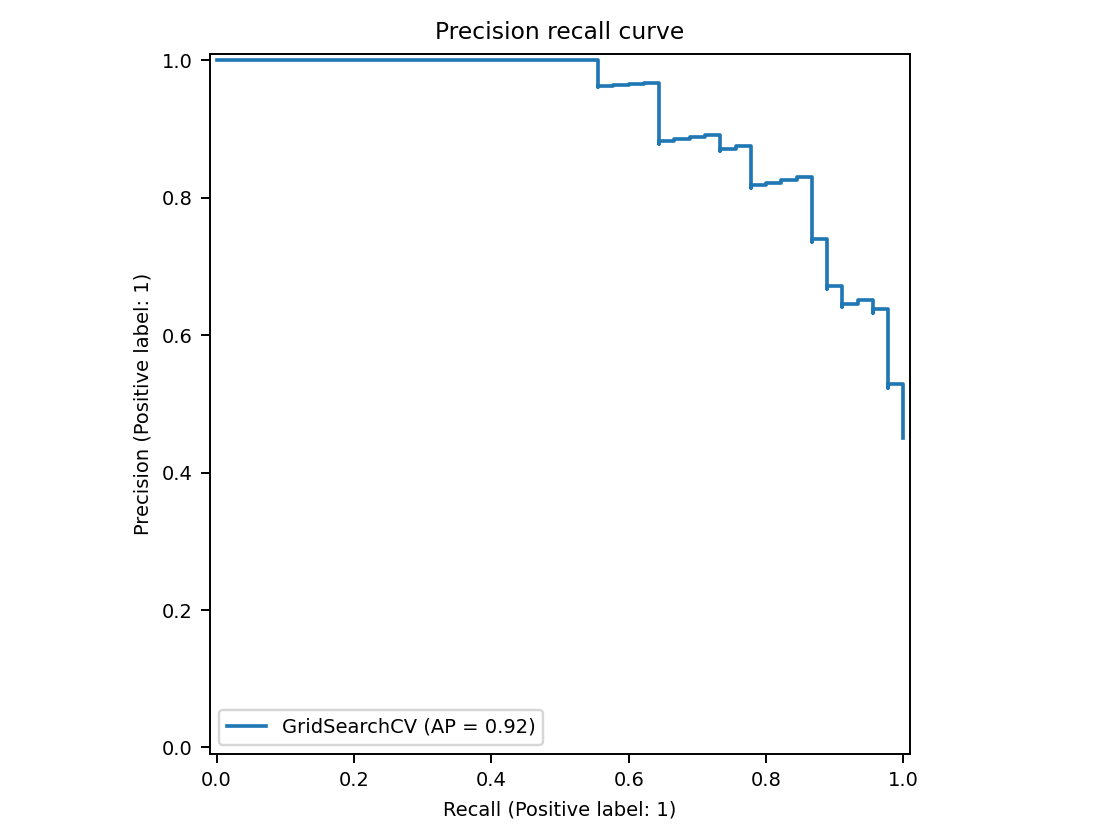 Precision recall curve
1.0
0.8
0.6
0.4
0.2
0.0
Precision (Positive label: 1)
GridSearchCV (AP = 0.92)
0.0 0.2 0.4 0.6 0.8 1.0
Recall (Positive label: 1)